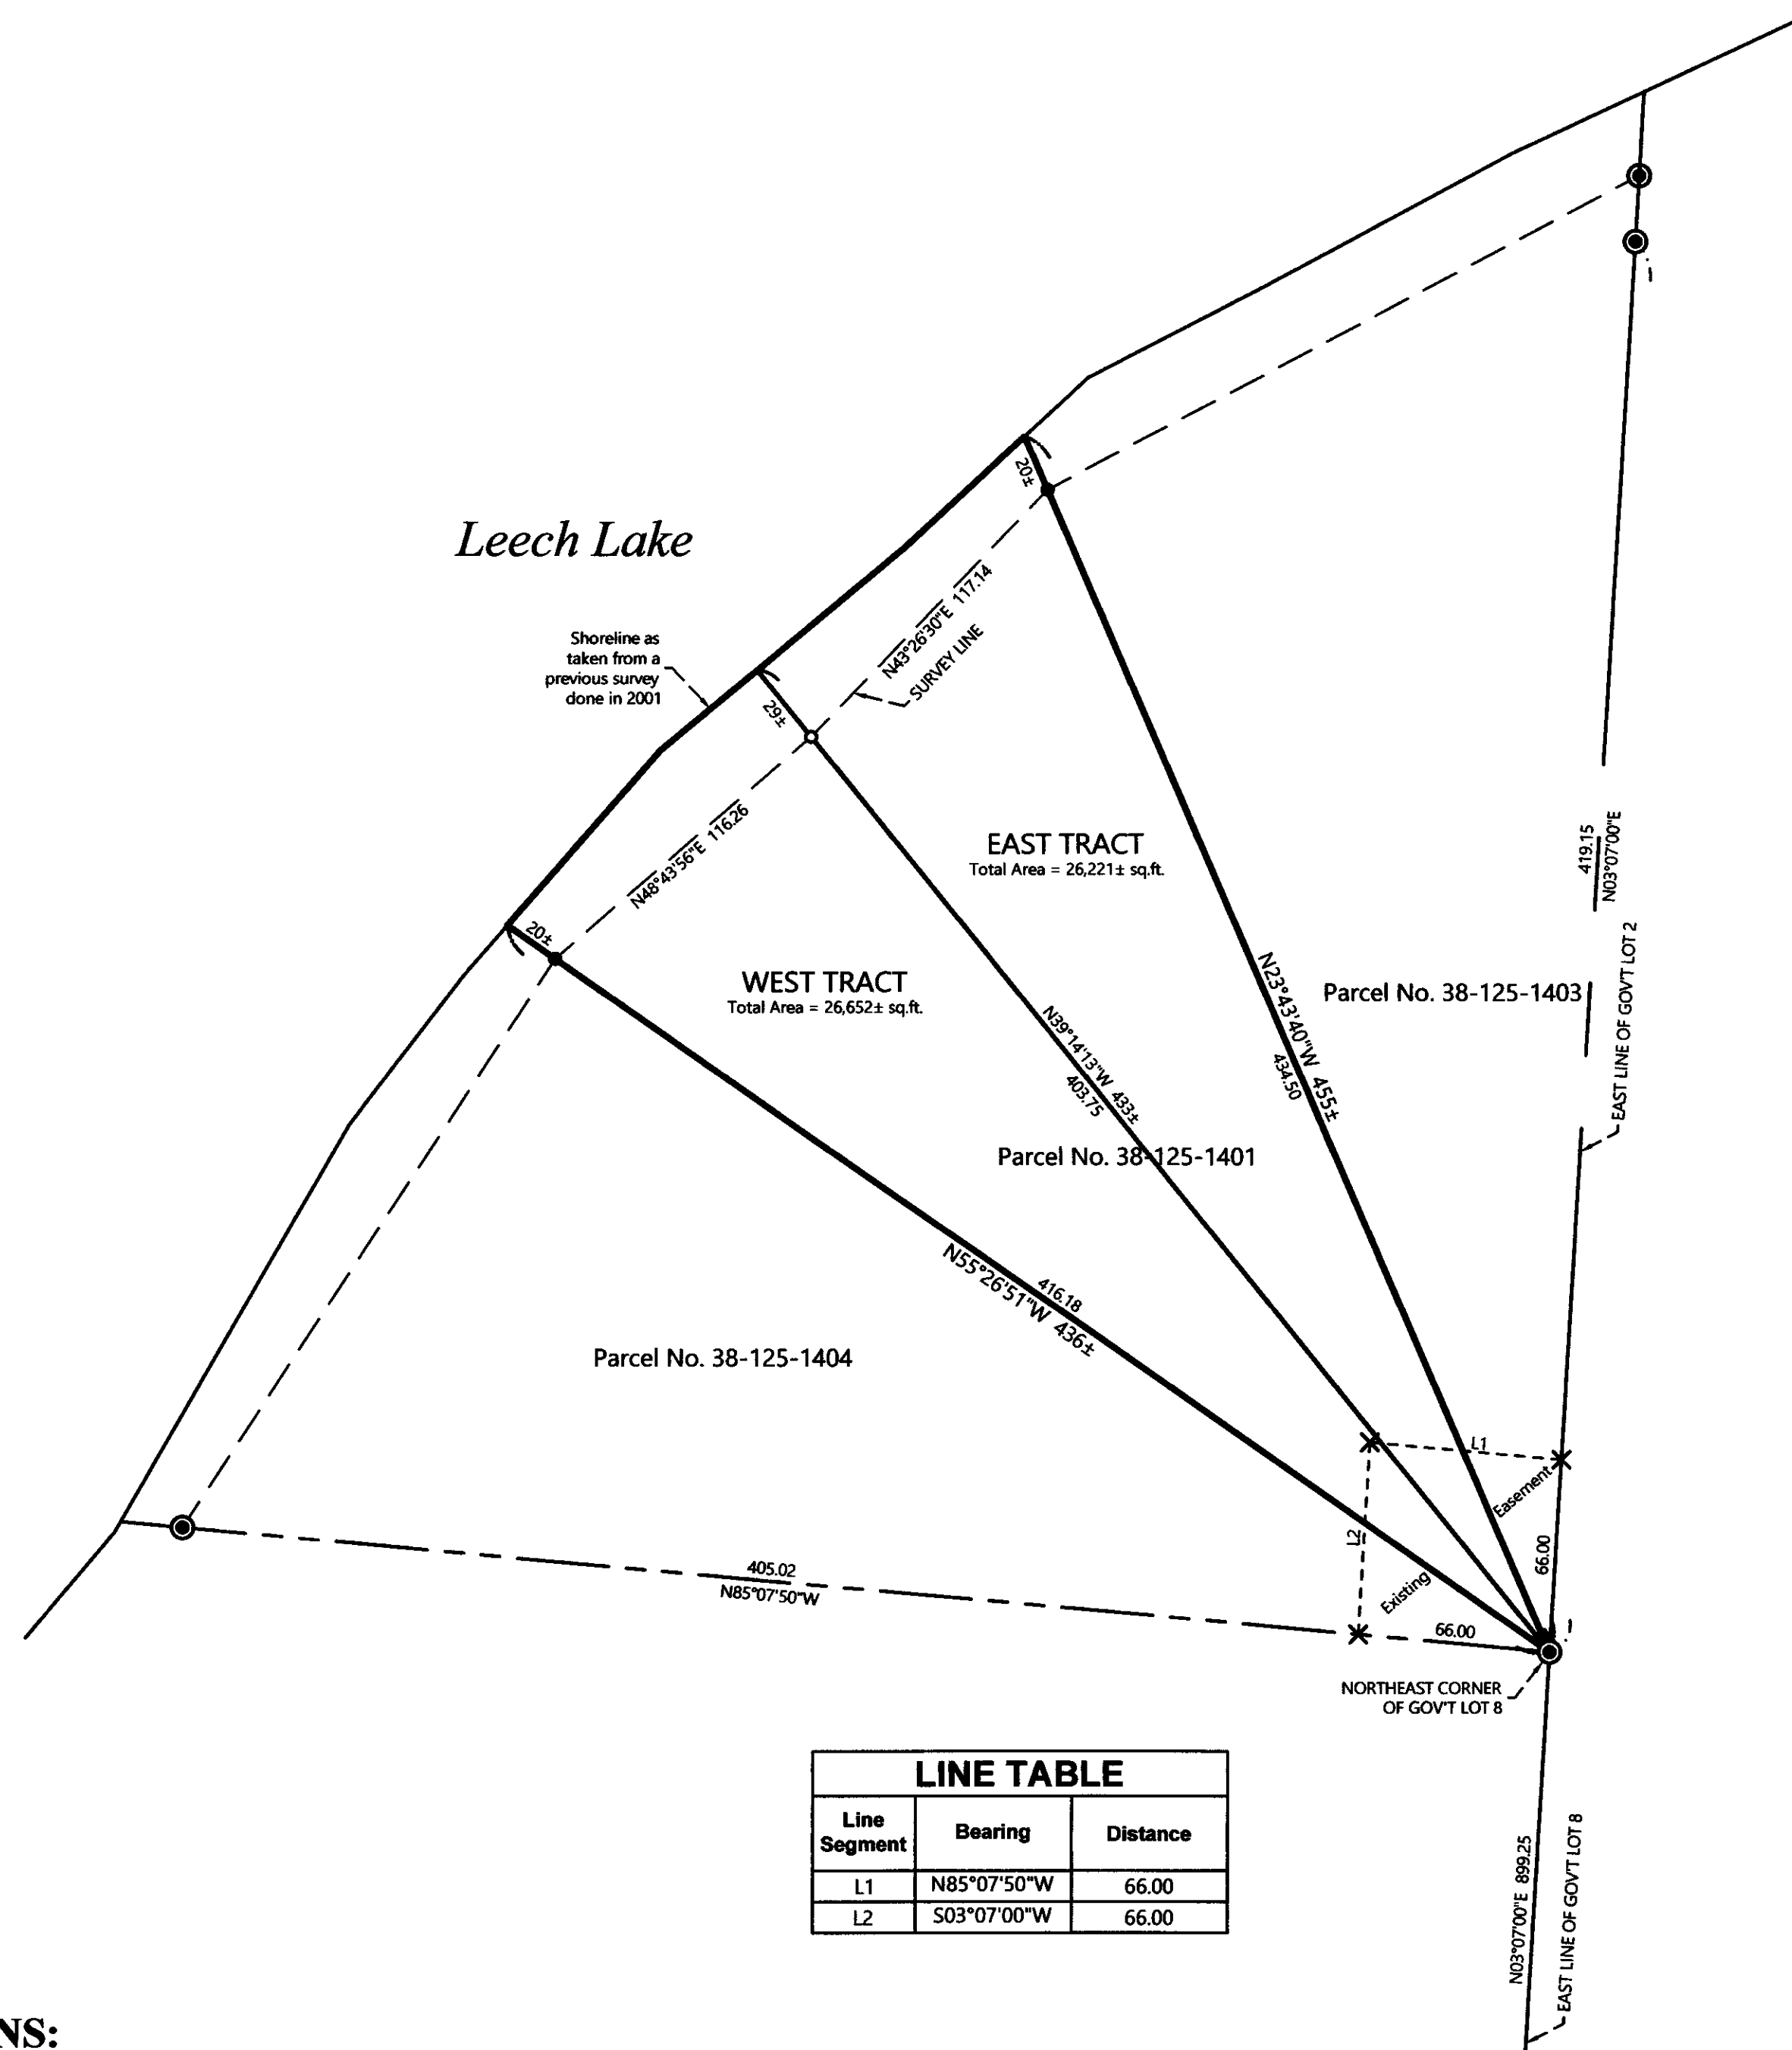 Leech Lake
Shoreline as
taken from a
previous survey
done in 2001
20±
N43°26'30"E 117.14
SURVEY LINE
29±
N48°43'56"E 116.26
20±
EAST TRACT
Total Area = 26,221± sq.ft.
WEST TRACT
Total Area = 26,652± sq.ft.
419.15
N03°07'00"E
EAST LINE OF GOV'T LOT 2
Parcel No. 38-125-1403
N23°43'40"W 455±
434.50
N39°14'13"W 433±
403.75
Parcel No. 38-125-1401
416.18
N55°26'51"W 436±
Parcel No. 38-125-1404
L1
Easement
L2
Existing
66.00
405.02
N85°07'50"W
66.00
NORTHEAST CORNER
OF GOV'T LOT 8
LINE TABLE
Line Segment Bearing Distance
L1 N85°07'50"W 66.00
L2 S03°07'00"W 66.00
N03°07'00"E 899.25
EAST LINE OF GOV'T LOT 8
NS: